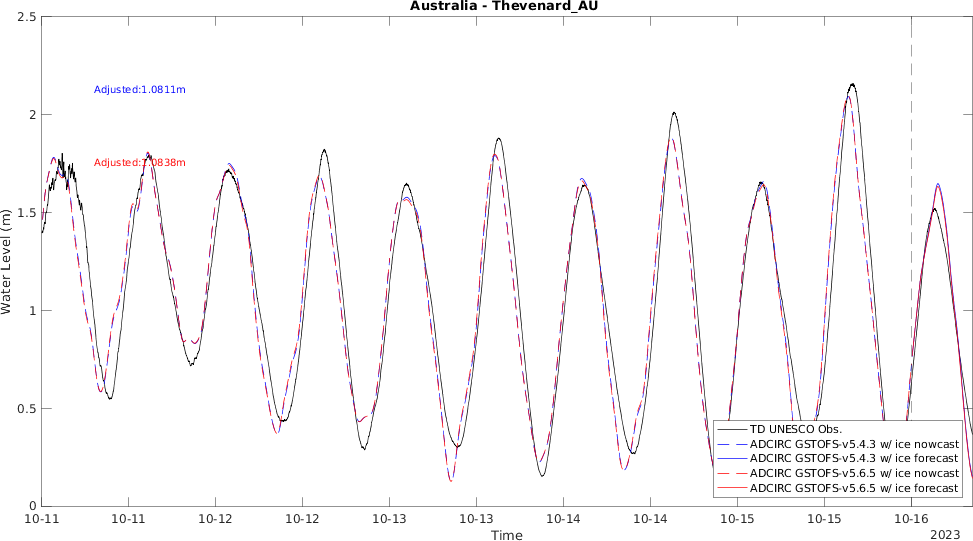 Australia - Thevenard_AU
2.5
2
1.5
1
0.5
0
Water Level (m)
Adjusted:1.0811m
Adjusted:1.0838m
TD UNESCO Obs.
ADCIRC GSTOFS-v5.4.3 w/ ice nowcast
ADCIRC GSTOFS-v5.4.3 w/ ice forecast
ADCIRC GSTOFS-v5.6.5 w/ ice nowcast
ADCIRC GSTOFS-v5.6.5 w/ ice forecast
10-11 10-11 10-12 10-12 10-13 10-13 10-14 10-14 10-15 10-15 10-16
Time
2023